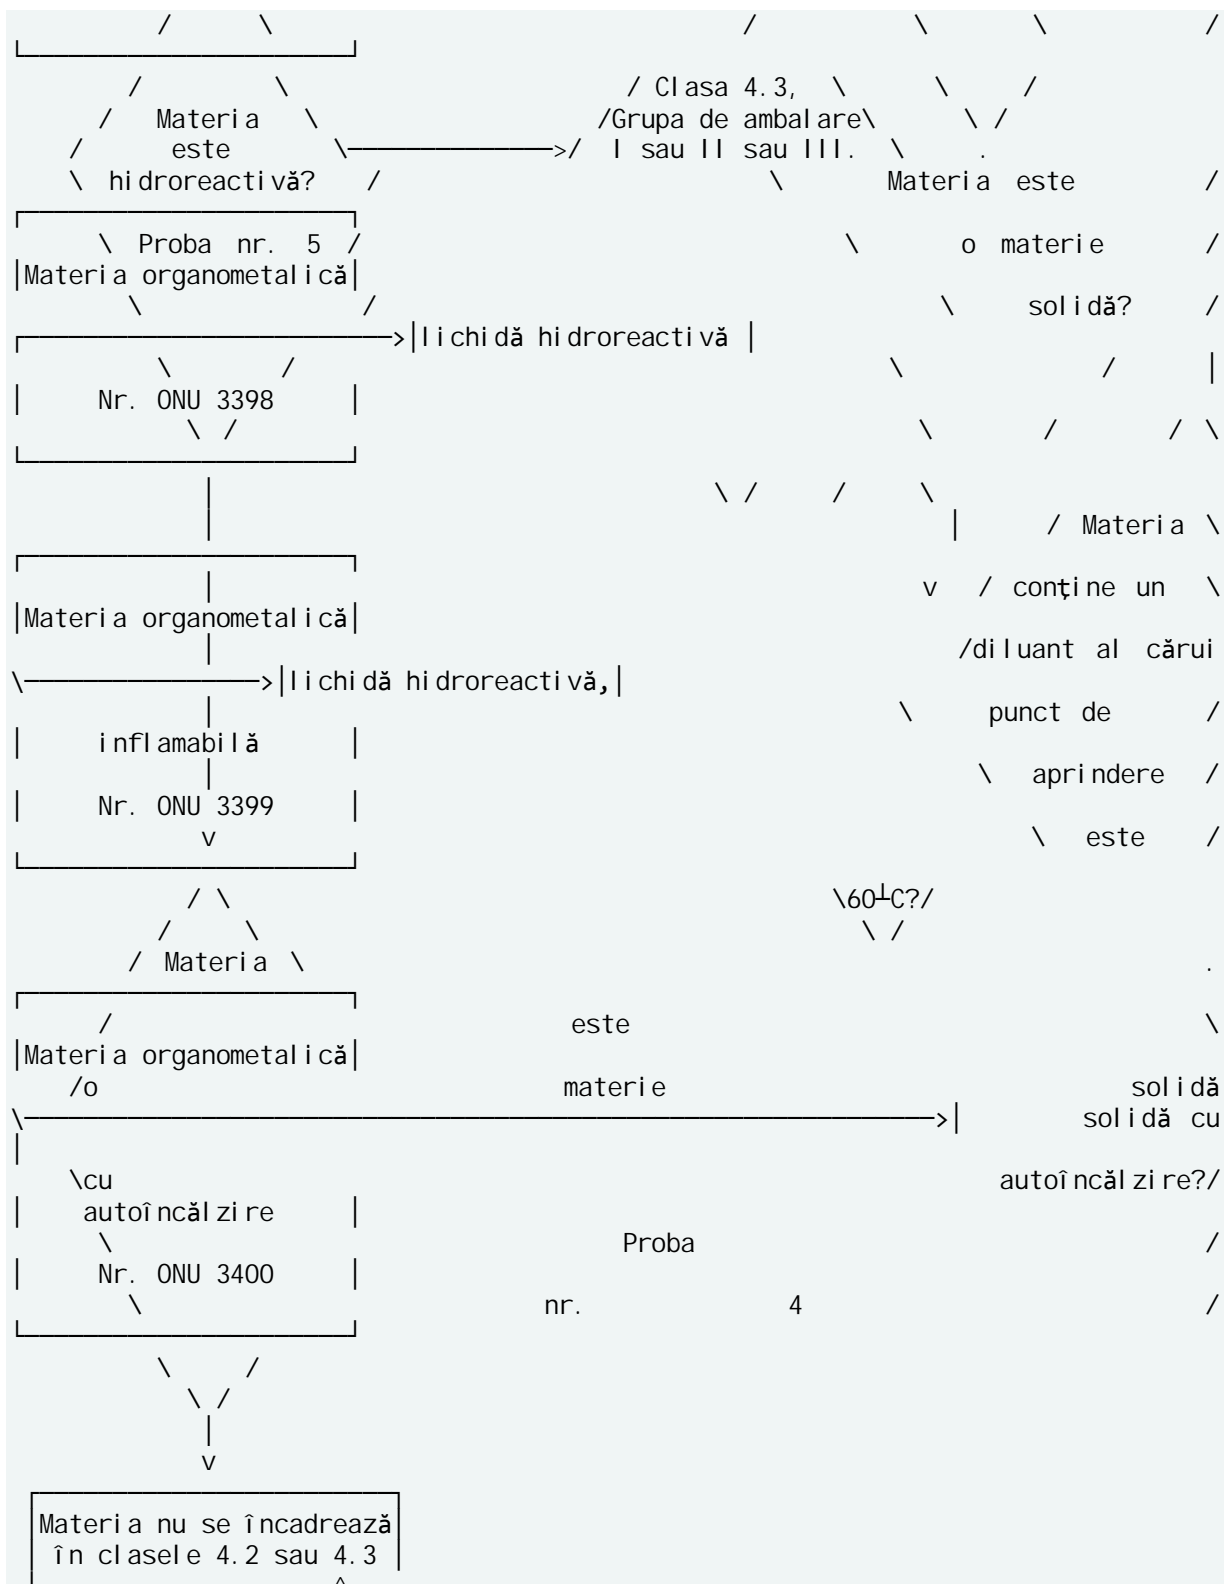 / \ / \ \ /
└───────────────────────┘
/ \ / Clasa 4.3, \ \ /
/ Materia \ /Grupa de ambalare\ \ /
/ este \──────────────>/ I sau II sau III. \ .
\ hidroreactivă? / \ Materia este /
┌───────────────────────┐
\ Proba nr. 5 / \ o materie /
|Materia organometalică|
\ / \ solidă? /
┌─────────────────────────>|lichidă hidroreactivă |
\ / \ / |
| Nr. ONU 3398 |
\ / \ / / \
└───────────────────────┘
| \ / / \
| | / Materia \
┌───────────────────────┐
| v / conţine un \
|Materia organometalică|
| /diluant al cărui
\────────────────>|lichidă hidroreactivă,|
| \ punct de /
| inflamabilă |
| \ aprindere /
| Nr. ONU 3399 |
v \ este /
└───────────────────────┘
/ \ \60┴C?/
/ \ \ /
/ Materia \ .
┌───────────────────────┐
/ este \
|Materia organometalică|
/o materie solidă
\──────────────────────────────────────────────────────────────>| solidă cu
|
\cu autoîncălzire?/
| autoîncălzire |
\ Proba /
| Nr. ONU 3400 |
\ nr. 4 /
└───────────────────────┘
\ /
\ /
|
v
┌─────────────────────────┐
|Materia nu se încadrează|
| în clasele 4.2 sau 4.3 |
^